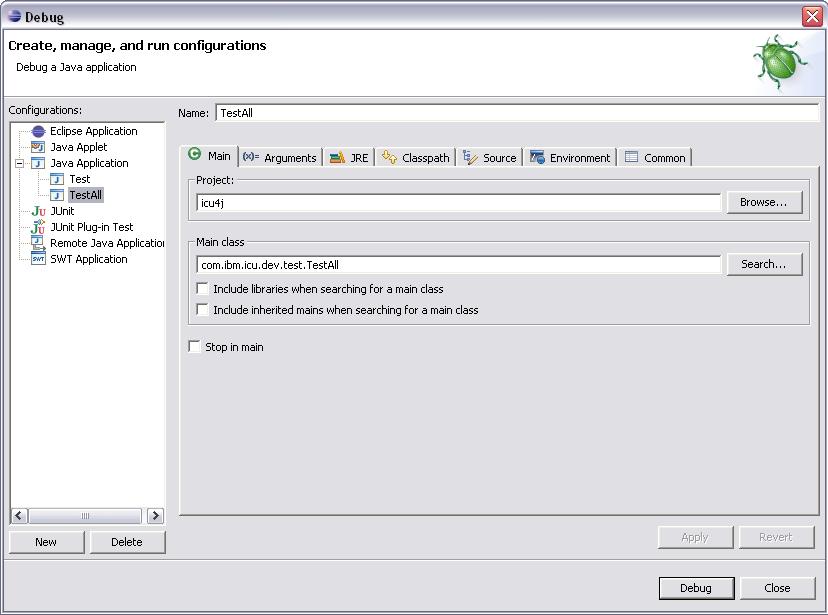 Debug
Create, manage, and run configurations
Debug a Java application
Configurations:
Eclipse Application
Java Applet
Java Application
Test
TestAll
JUnit
JUnit Plug-in Test
Remote Java Application
SWT Application
New Delete
Name: TestAll
Main (x)= Arguments JRE Classpath Source Environment Common
Project:
icu4j Browse...
Main class
com.ibm.icu.dev.test.TestAll Search...
Include libraries when searching for a main class
Include inherited mains when searching for a main class
Stop in main
Apply Revert
Debug Close